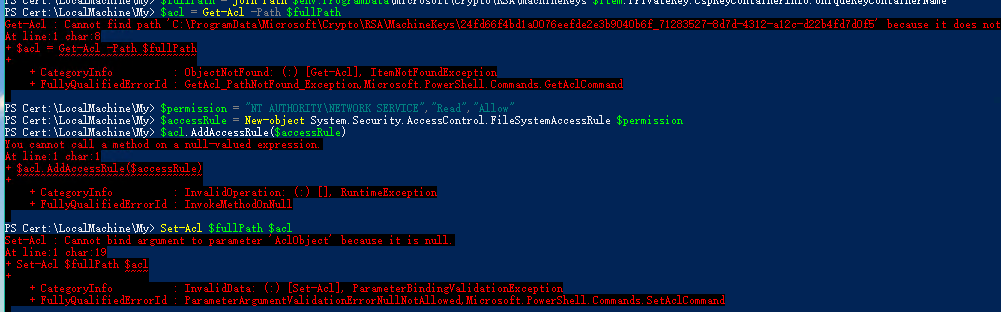 PS Cert:\LocalMachine\My> $fullPath = join-Path $env:ProgramData\Microsoft\Crypto\RSA\MachineKeys $item.PrivateKey.CspKeyContainerInfo.UniqueKeyContainerName
PS Cert:\LocalMachine\My> $acl = Get-Acl -Path $fullPath
Get-Acl : Cannot find path 'C:\ProgramData\Microsoft\Crypto\RSA\MachineKeys\24fd66f4bd1a0076eefde2e3b9040b6f_71283527-8d7d-4312-a12c-d22b4fd7d0f5' because it does not
At line:1 char:8
+ $acl = Get-Acl -Path $fullPath
+
    + CategoryInfo          : ObjectNotFound: (:) [Get-Acl], ItemNotFoundException
    + FullyQualifiedErrorId : GetAcl_PathNotFound_Exception,Microsoft.PowerShell.Commands.GetAclCommand
PS Cert:\LocalMachine\My> $permission = "NT AUTHORITY\NETWORK SERVICE","Read","Allow"
PS Cert:\LocalMachine\My> $accessRule = New-object System.Security.AccessControl.FileSystemAccessRule $permission
PS Cert:\LocalMachine\My> $acl.AddAccessRule($accessRule)
You cannot call a method on a null-valued expression.
At line:1 char:1
+ $acl.AddAccessRule($accessRule)
+
    + CategoryInfo          : InvalidOperation: (:) [], RuntimeException
    + FullyQualifiedErrorId : InvokeMethodOnNull
PS Cert:\LocalMachine\My> Set-Acl $fullPath $acl
Set-Acl : Cannot bind argument to parameter 'AclObject' because it is null.
At line:1 char:19
+ Set-Acl $fullPath $acl
+
    + CategoryInfo          : InvalidData: (:) [Set-Acl], ParameterBindingValidationException
    + FullyQualifiedErrorId : ParameterArgumentValidationErrorNullNotAllowed,Microsoft.PowerShell.Commands.SetAclCommand